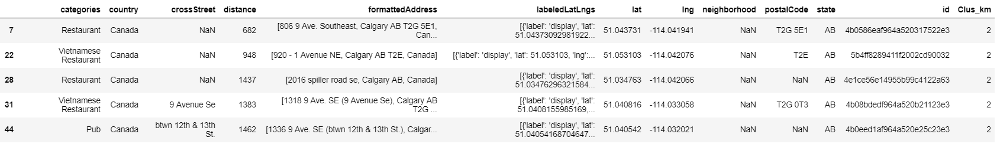 categories country crossStreet distance formattedAddress labeledLatLngs lat lng neighborhood postalCode state id Clus_km
7 Restaurant Canada NaN 682 [806 9 Ave. Southeast, Calgary AB T2G 5E1, Can... [{'label': 'display', 'lat': 51.04373092981922... 51.043731 -114.041941 NaN T2G 5E1 AB 4b0586eaf964a520317522e3 2
22 Vietnamese Restaurant Canada NaN 948 [920 - 1 Avenue NE, Calgary AB T2E, Canada] [{'label': 'display', 'lat': 51.053103, 'lng':... 51.053103 -114.042076 NaN T2E AB 5b4ff8289411f2002cd90032 2
28 Restaurant Canada NaN 1437 [2016 spiller road se, Calgary AB, Canada] [{'label': 'display', 'lat': 51.03476296321584... 51.034763 -114.042066 NaN NaN AB 4e1ce56e14955b99c4122a63 2
31 Vietnamese Restaurant Canada 9 Avenue Se 1383 [1318 9 Ave. SE (9 Avenue Se), Calgary AB T2G ... [{'label': 'display', 'lat': 51.0408155985169,... 51.040816 -114.033058 NaN T2G 0T3 AB 4b08bdedf964a520b21123e3 2
44 Pub Canada btwn 12th & 13th St. 1462 [1336 9 Ave. SE (btwn 12th & 13th St.), Calgar... [{'label': 'display', 'lat': 51.04054168704647... 51.040542 -114.032021 NaN NaN AB 4b0eed1af964a520e25c23e3 2